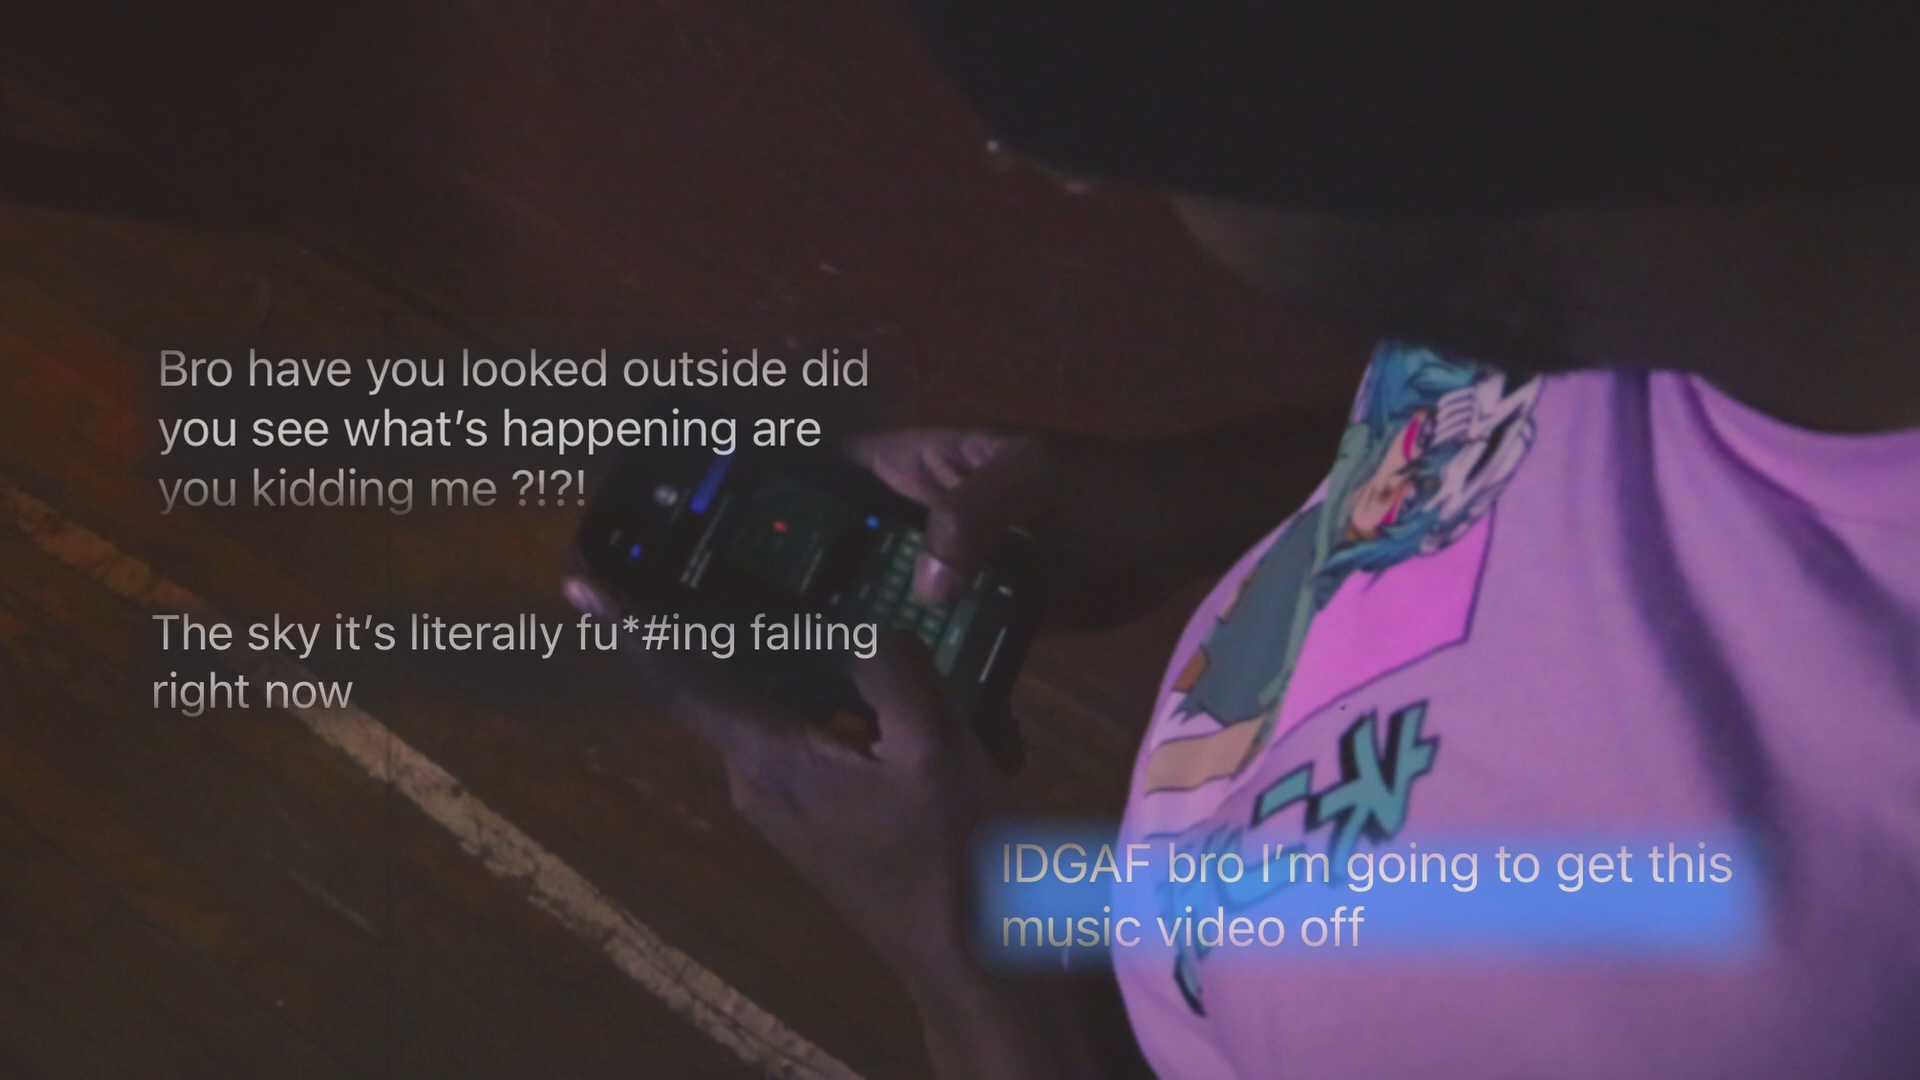 Bro have you looked outside did
you see what’s happening are
you kidding me ?!?!
The sky it’s literally fu*#ing falling
right now
IDGAF bro I’m going to get this
music video off